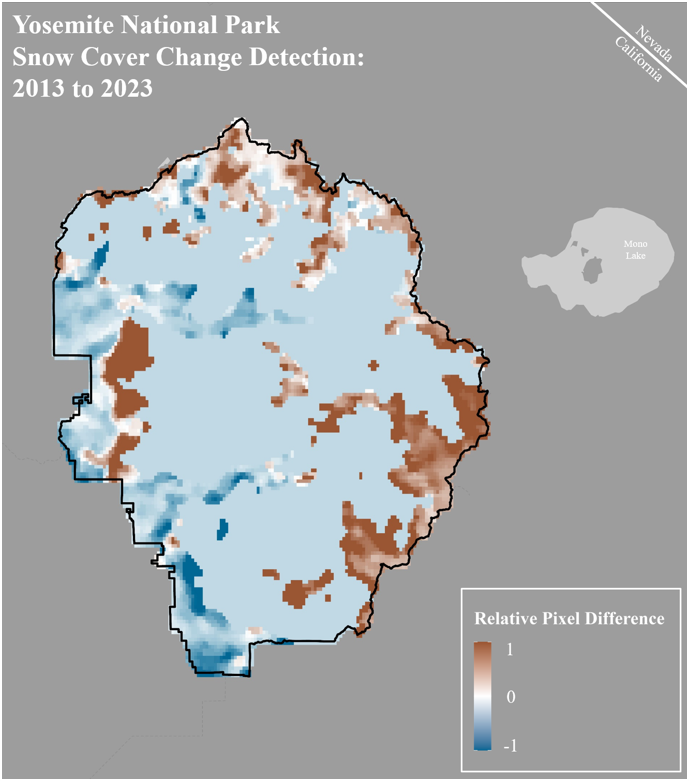 Yosemite National Park
Snow Cover Change Detection:
2013 to 2023
Nevada
California
Mono
Lake
Relative Pixel Difference
1
0
-1